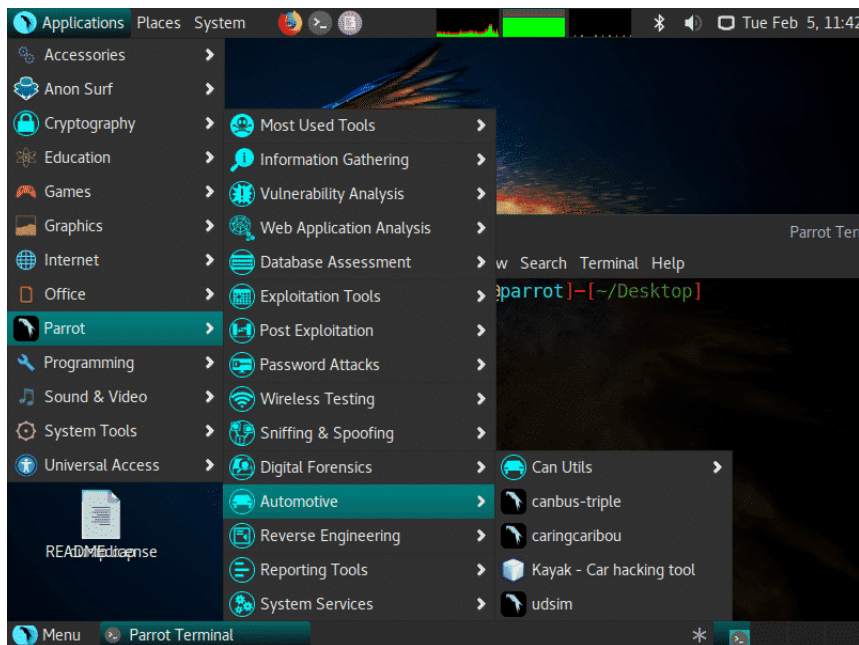 Applications Places System Tue Feb 5, 11:42
Accessories
Anon Surf
Cryptography
Education
Games
Graphics
Internet
Office
Parrot
Programming
Sound & Video
System Tools
Universal Access
Most Used Tools
Information Gathering
Vulnerability Analysis
Web Application Analysis
Database Assessment
Exploitation Tools
Post Exploitation
Password Attacks
Wireless Testing
Sniffing & Spoofing
Digital Forensics
Automotive
Reverse Engineering
Reporting Tools
System Services
Can Utils
canbus-triple
caringcaribou
Kayak - Car hacking tool
udsim
Parrot Ter
w Search Terminal Help
@parrot]-[~/Desktop]
Menu Parrot Terminal